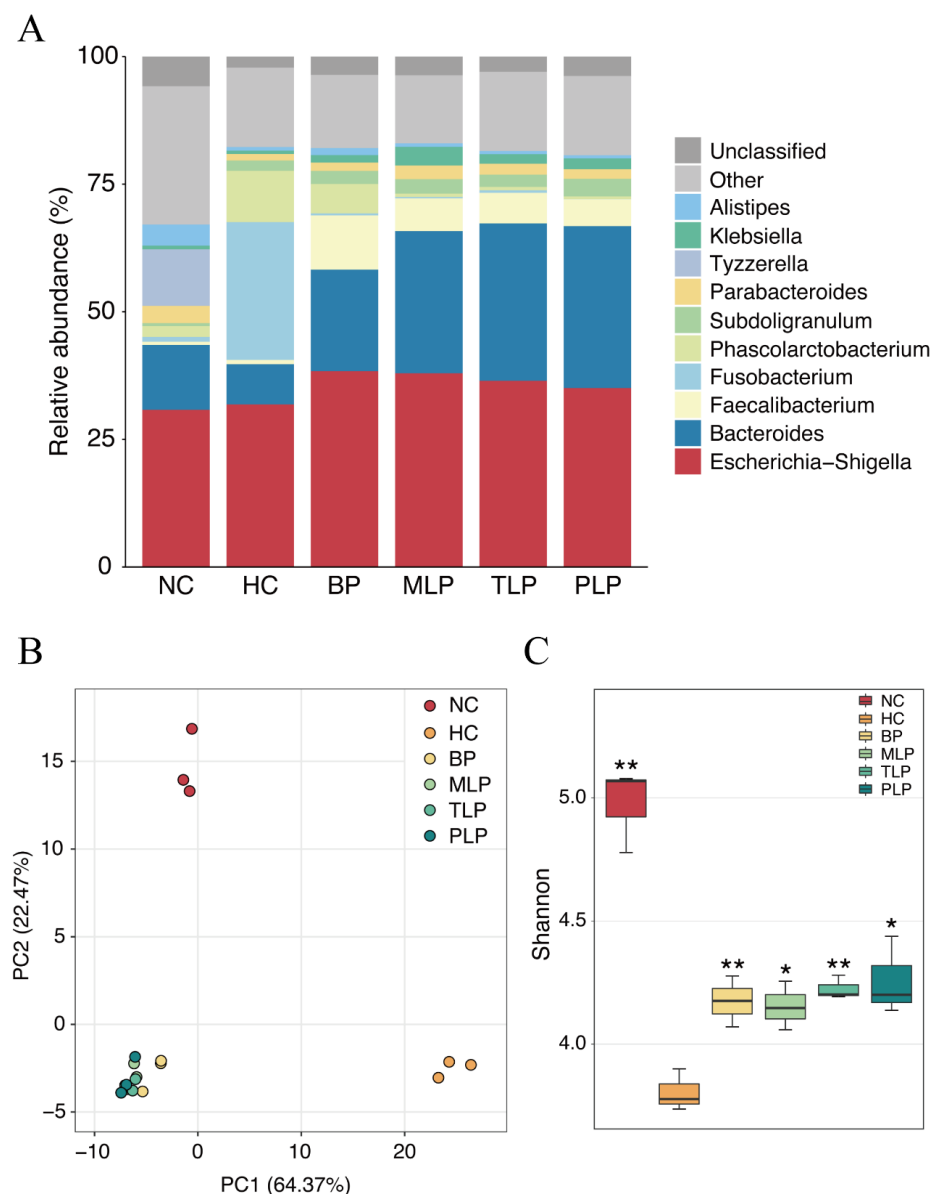 A
Relative abundance (%)
100
75
50
25
0
NC HC BP MLP TLP PLP
Unclassified
Other
Alistipes
Klebsiella
Tyzzerella
Parabacteroides
Subdoligranulum
Phascolarctobacterium
Fusobacterium
Faecalibacterium
Bacteroides
Escherichia−Shigella
B
PC2 (22.47%)
15
10
5
0
−5
−10 0 10 20
PC1 (64.37%)
NC
HC
BP
MLP
TLP
PLP
C
Shannon
5.0
4.5
4.0
**
**
*
**
*
NC
HC
BP
MLP
TLP
PLP